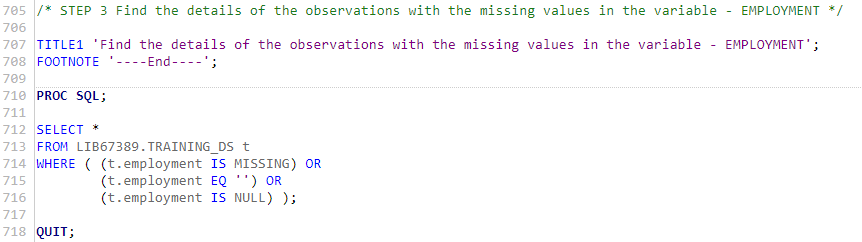 705 /* STEP 3 Find the details of the observations with the missing values in the variable - EMPLOYMENT */
706
707 TITLE1 'Find the details of the observations with the missing values in the variable - EMPLOYMENT';
708 FOOTNOTE '----End----';
709
710 PROC SQL;
711
712 SELECT *
713 FROM LIB67389.TRAINING_DS t
714 WHERE ( (t.employment IS MISSING) OR
715         (t.employment EQ '') OR
716         (t.employment IS NULL) );
717
718 QUIT;